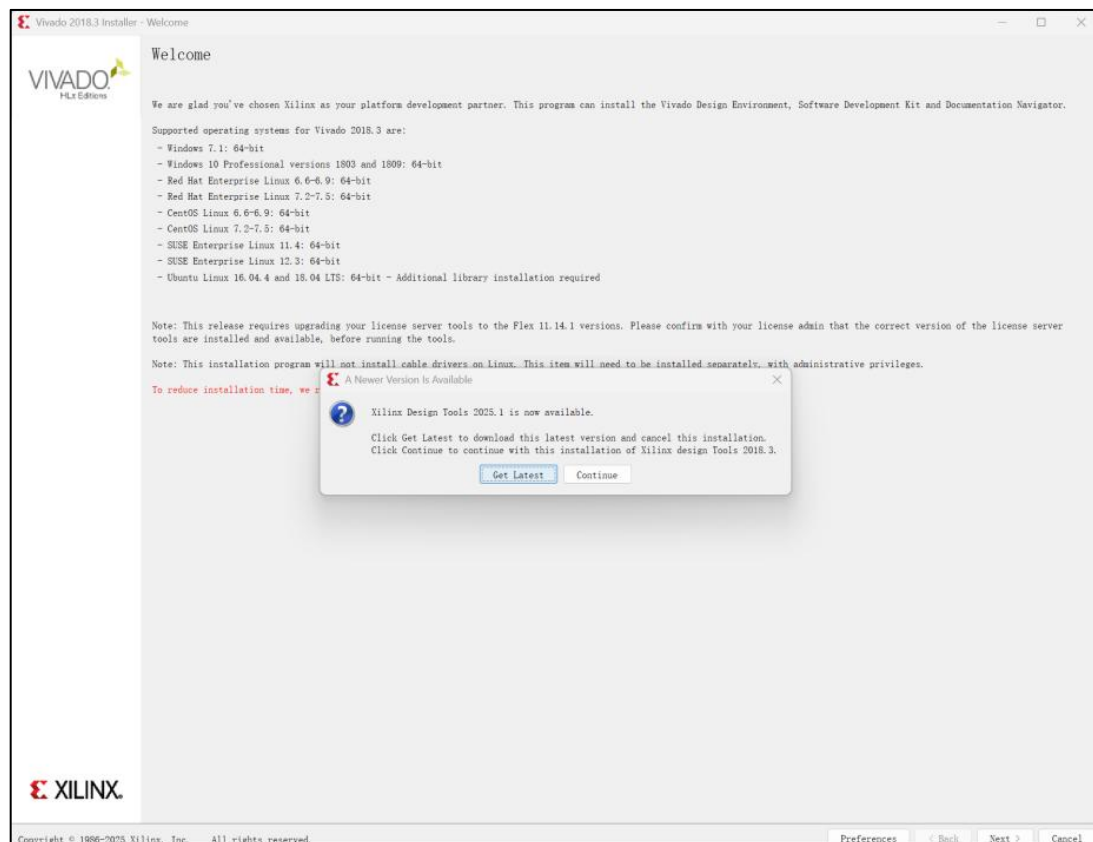 Vivado 2018.3 Installer - Welcome
VIVADO.
HLx Editions
Welcome
We are glad you've chosen Xilinx as your platform development partner. This program can install the Vivado Design Environment, Software Development Kit and Documentation Navigator.
Supported operating systems for Vivado 2018.3 are:
- Windows 7.1: 64-bit
- Windows 10 Professional versions 1803 and 1809: 64-bit
- Red Hat Enterprise Linux 6.6-6.9: 64-bit
- Red Hat Enterprise Linux 7.2-7.5: 64-bit
- CentOS Linux 6.6-6.9: 64-bit
- CentOS Linux 7.2-7.5: 64-bit
- SUSE Enterprise Linux 11.4: 64-bit
- SUSE Enterprise Linux 12.3: 64-bit
- Ubuntu Linux 16.04.4 and 18.04 LTS: 64-bit - Additional library installation required
Note: This release requires upgrading your license server tools to the Flex 11.14.1 versions. Please confirm with your license admin that the correct version of the license server
tools are installed and available, before running the tools.
Note: This installation program will not install cable drivers on Linux. This item will need to be installed separately, with administrative privileges.
To reduce installation time, we r
A Newer Version Is Available
Xilinx Design Tools 2025.1 is now available.
Click Get Latest to download this latest version and cancel this installation.
Click Continue to continue with this installation of Xilinx design Tools 2018.3.
Get Latest Continue
XILINX.
Copyright © 1986-2025 Xilinx, Inc. All rights reserved.
Preferences < Back Next > Cancel